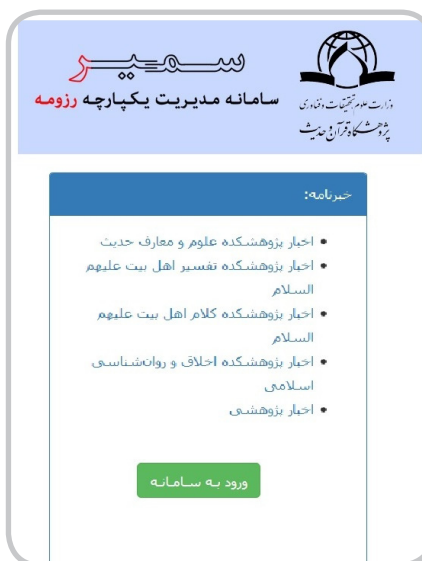 سمیر
سامانه مدیریت یکپارچه رزومه
وزارت علوم تحقیقات و فناوری
پژوهشگاه قرآن و حدیث
خبرنامه:
اخبار پژوهشکده علوم و معارف حدیث
اخبار پژوهشکده تفسیر اهل بیت علیهم
السلام
اخبار پژوهشکده کلام اهل بیت علیهم
السلام
اخبار پژوهشکده اخلاق و روان‌شناسی
اسلامی
اخبار پژوهشی
ورود به سامانه